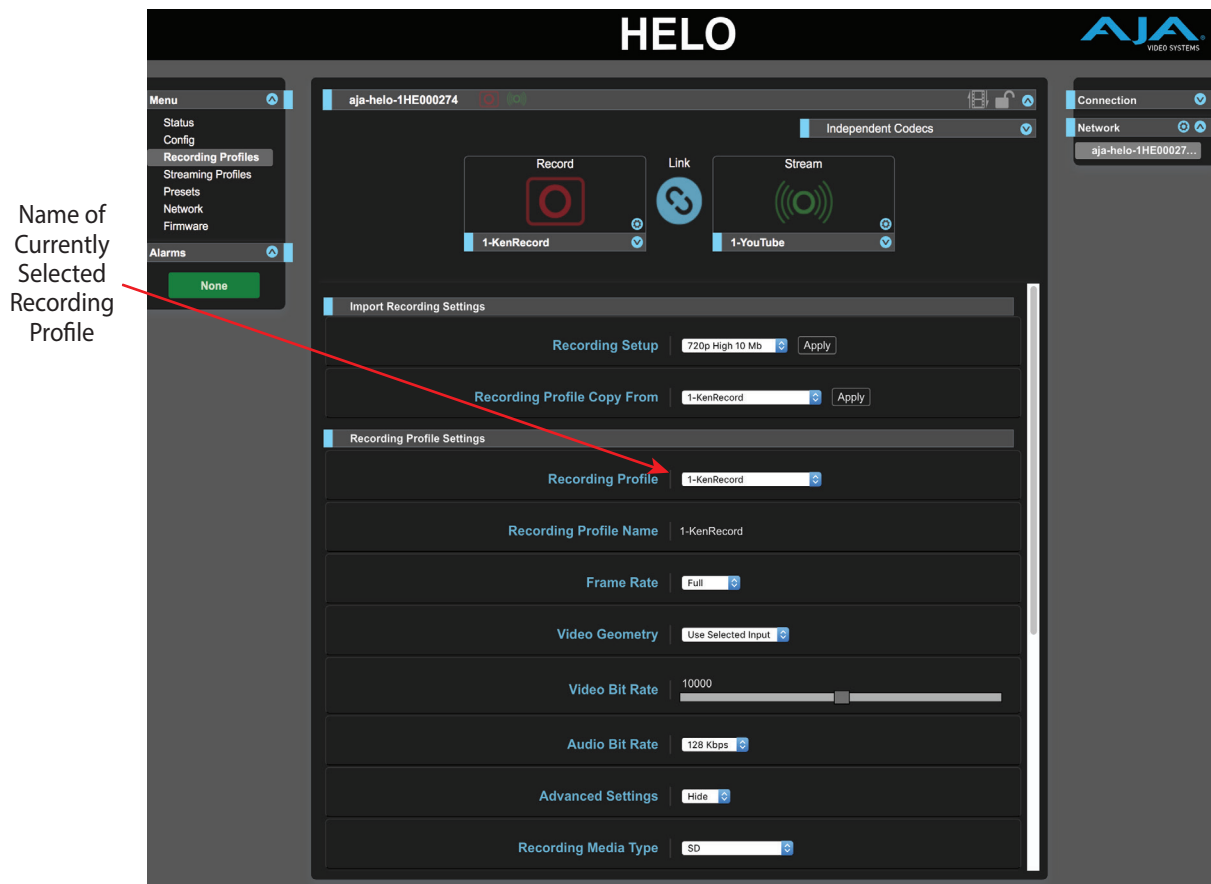 HELO
AJA
VIDEO SYSTEMS
Menu
Status
Config
Recording Profiles
Streaming Profiles
Presets
Network
Firmware
Alarms
None
Name of
Currently
Selected
Recording
Profile
aja-helo-1HE000274
Independent Codecs
Record
Link
Stream
1-KenRecord
1-YouTube
Import Recording Settings
Recording Setup 720p High 10 Mb Apply
Recording Profile Copy From 1-KenRecord Apply
Recording Profile Settings
Recording Profile 1-KenRecord
Recording Profile Name 1-KenRecord
Frame Rate Full
Video Geometry Use Selected Input
Video Bit Rate 10000
Audio Bit Rate 128 Kbps
Advanced Settings Hide
Recording Media Type SD
Connection
Network
aja-helo-1HE00027...